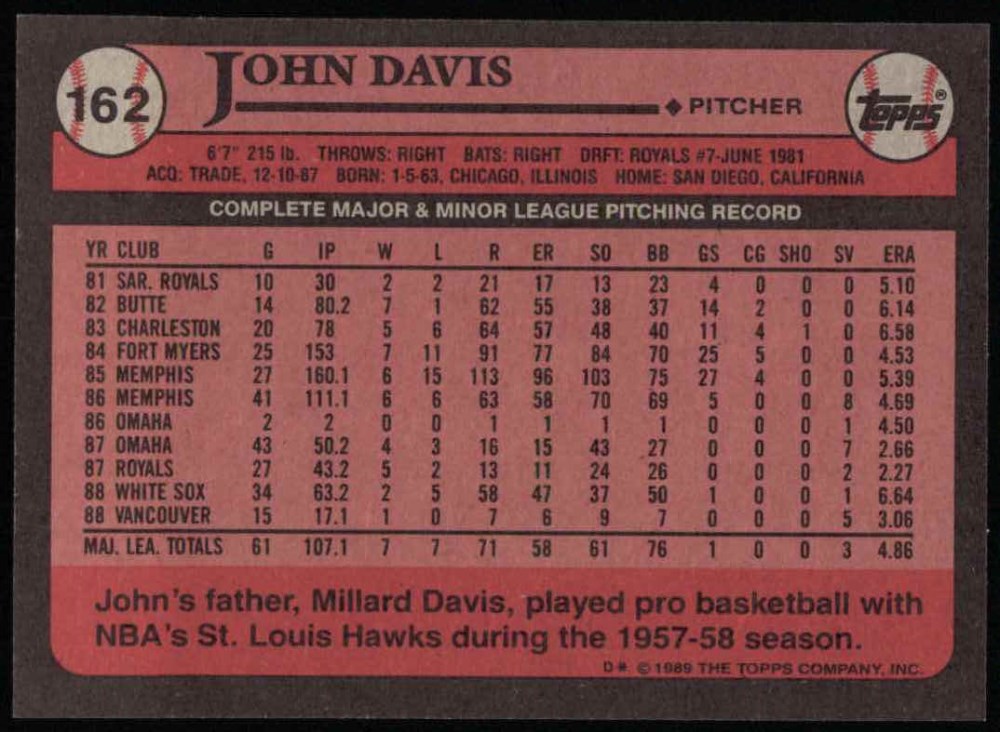 162
JOHN DAVIS
◆ PITCHER
Topps®
6'7" 215 lb. THROWS: RIGHT BATS: RIGHT DRFT: ROYALS #7-JUNE 1981
ACQ: TRADE, 12-10-87 BORN: 1-5-63, CHICAGO, ILLINOIS HOME: SAN DIEGO, CALIFORNIA
COMPLETE MAJOR & MINOR LEAGUE PITCHING RECORD
YR CLUB G IP W L R ER SO BB GS CG SHO SV ERA
81 SAR. ROYALS 10 30 2 2 21 17 13 23 4 0 0 0 5.10
82 BUTTE 14 80.2 7 1 62 55 38 37 14 2 0 0 6.14
83 CHARLESTON 20 78 5 6 64 57 48 40 11 4 1 0 6.58
84 FORT MYERS 25 153 7 11 91 77 84 70 25 5 0 0 4.53
85 MEMPHIS 27 160.1 6 15 113 96 103 75 27 4 0 0 5.39
86 MEMPHIS 41 111.1 6 6 63 58 70 69 5 0 0 8 4.69
86 OMAHA 2 2 0 0 1 1 1 1 0 0 0 1 4.50
87 OMAHA 43 50.2 4 3 16 15 43 27 0 0 0 7 2.66
87 ROYALS 27 43.2 5 2 13 11 24 26 0 0 0 2 2.27
88 WHITE SOX 34 63.2 2 5 58 47 37 50 1 0 0 1 6.64
88 VANCOUVER 15 17.1 1 0 7 6 9 7 0 0 0 5 3.06
MAJ. LEA. TOTALS 61 107.1 7 7 71 58 61 76 1 0 0 3 4.86
John's father, Millard Davis, played pro basketball with
NBA's St. Louis Hawks during the 1957-58 season.
D* © 1989 THE TOPPS COMPANY, INC.